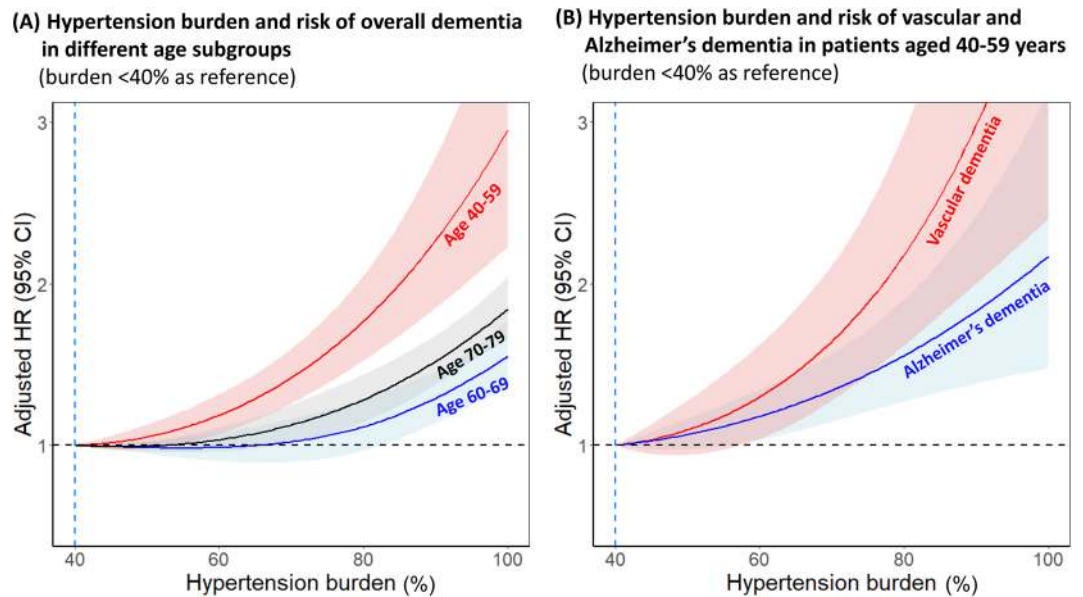 (A) Hypertension burden and risk of overall dementia
in different age subgroups
(burden <40% as reference)
3
2
1
Adjusted HR (95% CI)
Age 40-59
Age 70-79
Age 60-69
40
60
80
100
Hypertension burden (%)
(B) Hypertension burden and risk of vascular and
Alzheimer’s dementia in patients aged 40-59 years
(burden <40% as reference)
3
2
1
Adjusted HR (95% CI)
Vascular dementia
Alzheimer’s dementia
40
60
80
100
Hypertension burden (%)